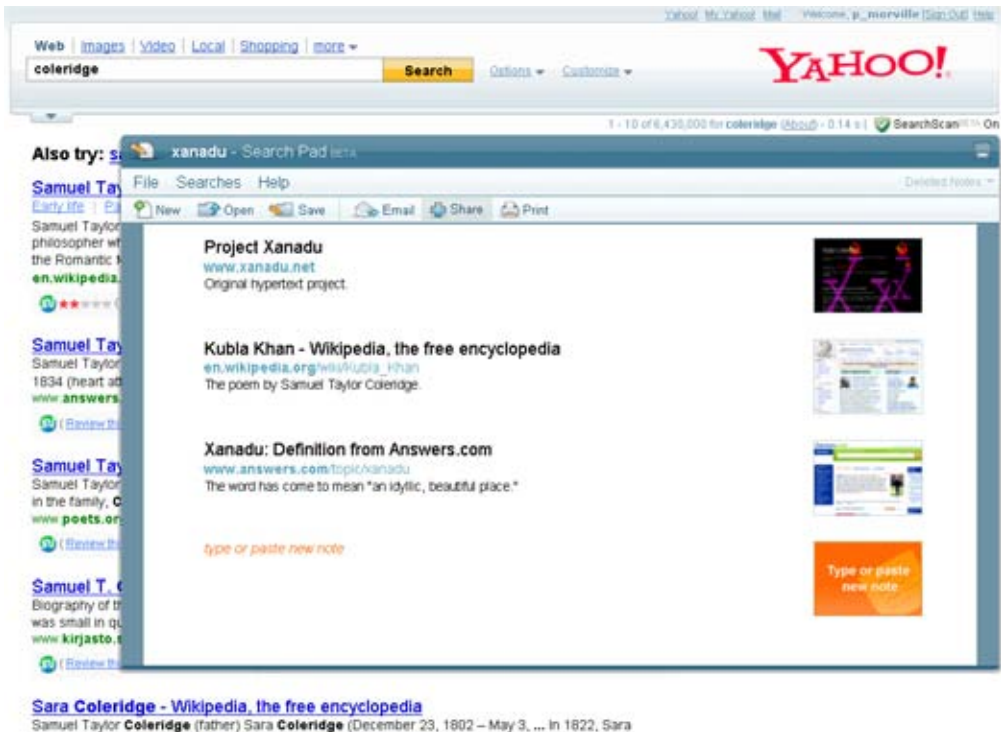 Yahoo! My Yahoo! Mail Welcome, p_morville [Sign Out] Help
Web | Images | Video | Local | Shopping | more
coleridge Search Options Customize YAHOO!
1 - 10 of 6,430,000 for coleridge (About) - 0.14 s | SearchScan BETA On
Also try:
xanadu - Search Pad BETA
File Searches Help Deleted Notes
New Open Save Email Share Print
Samuel Tay
Early life
Samuel Taylor
philosopher
the Romantic
en.wikipedia.
Project Xanadu
www.xanadu.net
Original hypertext project.
Samuel Tay
Samuel Taylor
1834 (heart
www.answers.
(Review
Kubla Khan - Wikipedia, the free encyclopedia
en.wikipedia.org/wiki/Kubla_Khan
The poem by Samuel Taylor Coleridge.
Samuel Tay
Samuel Taylor
in the family, C
www.poets.or
(Review
Xanadu: Definition from Answers.com
www.answers.com/topic/xanadu
The word has come to mean "an idyllic, beautiful place."
type or paste new note
Type or paste
new note
Samuel T.
Biography of
was small in
www.kirjasto.
(Review
Sara Coleridge - Wikipedia, the free encyclopedia
Samuel Taylor Coleridge (father) Sara Coleridge (December 23, 1802 – May 3, ... In 1822, Sara